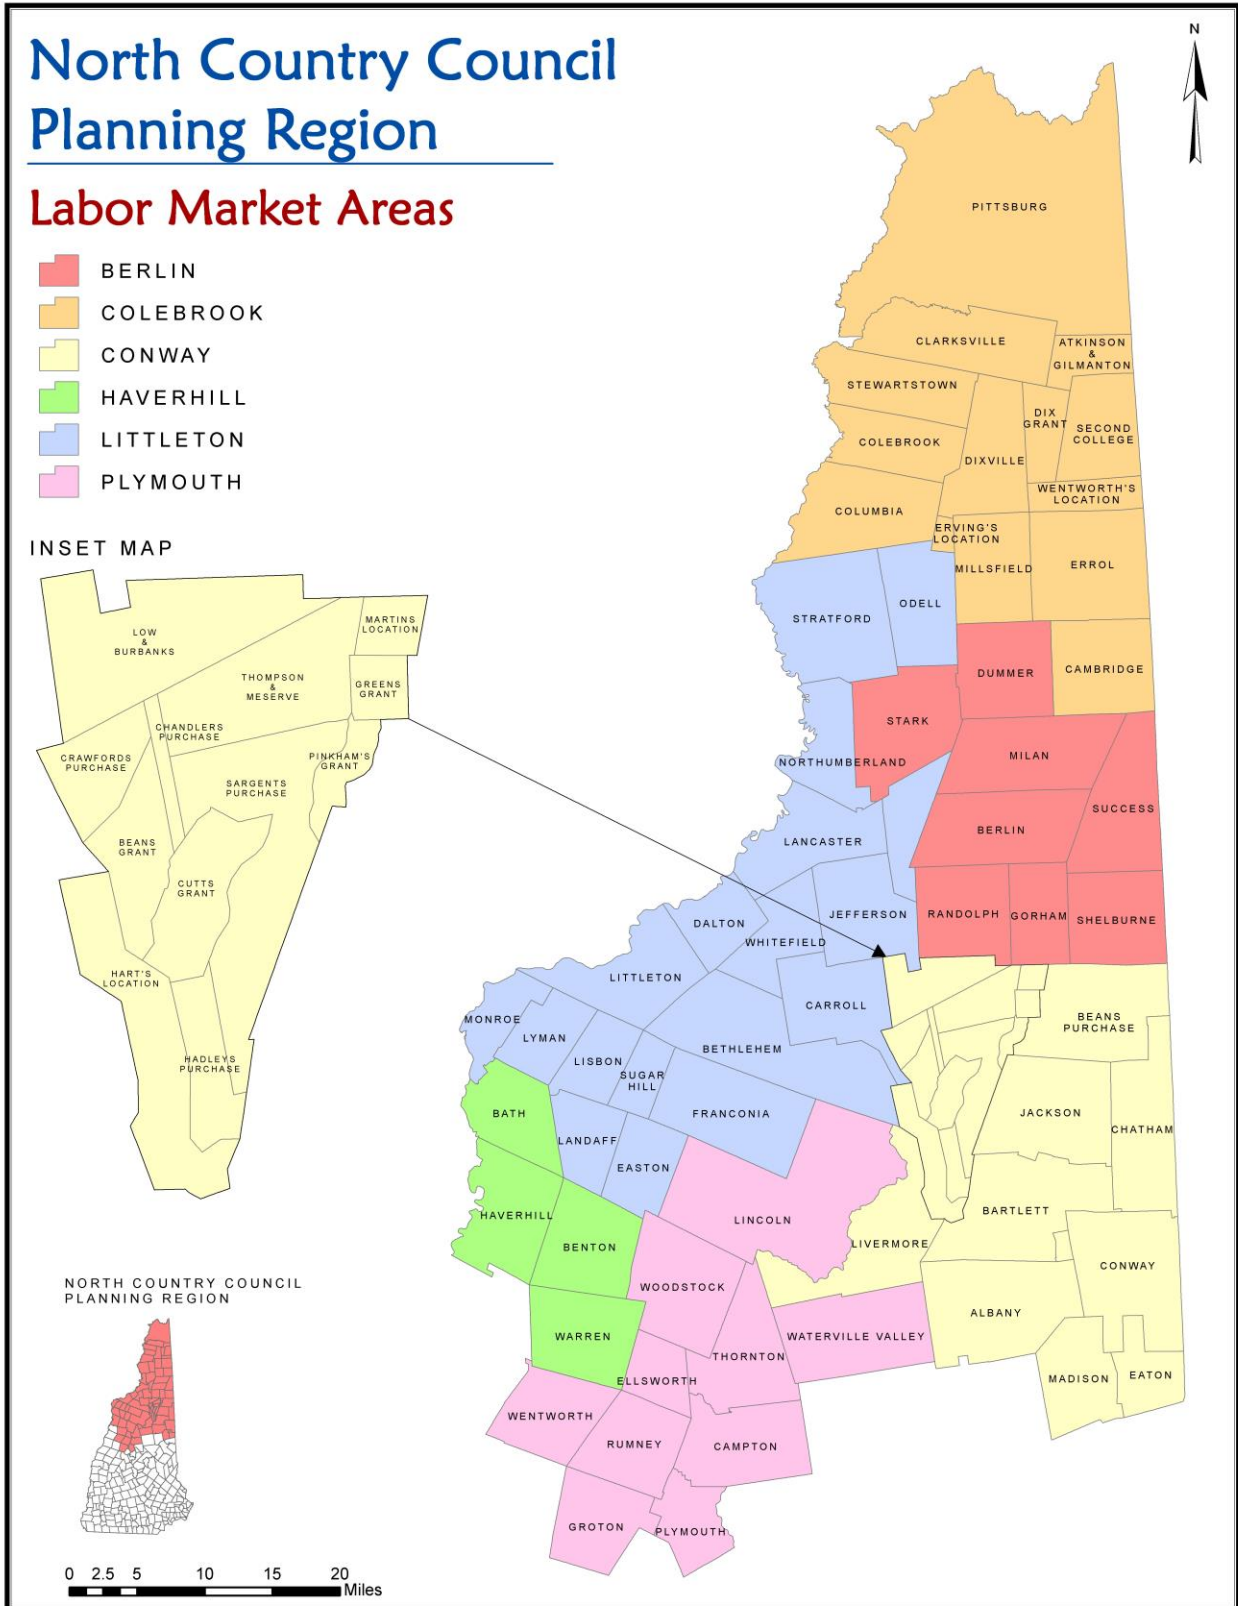 North Country Council
Planning Region
Labor Market Areas
BERLIN
COLEBROOK
CONWAY
HAVERHILL
LITTLETON
PLYMOUTH
INSET MAP
LOW
&
BURBANKS
MARTINS
LOCATION
THOMPSON
&
MESERVE
GREENS
GRANT
CHANDLERS
PURCHASE
CRAWFORDS
PURCHASE
PINKHAM'S
GRANT
SARGENTS
PURCHASE
BEANS
GRANT
CUTTS
GRANT
HART'S
LOCATION
HADLEYS
PURCHASE
NORTH COUNTRY COUNCIL
PLANNING REGION
0 2.5 5 10 15 20
Miles
N
PITTSBURG
CLARKSVILLE
ATKINSON
&
GILMANTON
STEWARTSTOWN
DIX
GRANT
SECOND
COLLEGE
COLEBROOK
DIXVILLE
WENTWORTH'S
LOCATION
COLUMBIA
ERVING'S
LOCATION
MILLSFIELD
ERROL
STRATFORD
ODELL
DUMMER
CAMBRIDGE
STARK
NORTHUMBERLAND
MILAN
SUCCESS
BERLIN
LANCASTER
JEFFERSON
RANDOLPH
GORHAM
SHELBURNE
DALTON
WHITEFIELD
LITTLETON
CARROLL
MONROE
LYMAN
LISBON
SUGAR
HILL
BETHLEHEM
BEANS
PURCHASE
BATH
LANDAFF
FRANCONIA
JACKSON
CHATHAM
EASTON
HAVERHILL
BENTON
LINCOLN
LIVERMORE
BARTLETT
CONWAY
WOODSTOCK
ALBANY
WARREN
THORNTON
WATERVILLE VALLEY
ELLSWORTH
MADISON
EATON
WENTWORTH
RUMNEY
CAMPTON
GROTON
PLYMOUTH